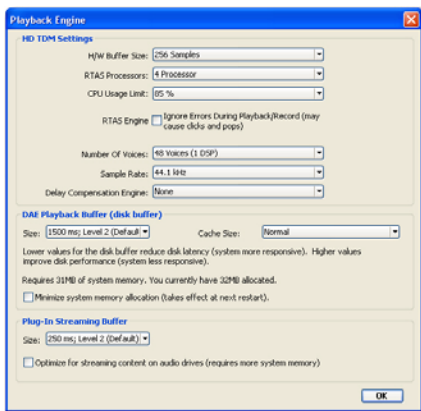 Playback Engine
HD TDM Settings
H/W Buffer Size: 256 Samples
RTAS Processors: 4 Processor
CPU Usage Limit: 85 %
RTAS Engine Ignore Errors During Playback/Record (may
cause clicks and pops)
Number Of Voices: 48 Voices (1 DSP)
Sample Rate: 44.1 kHz
Delay Compensation Engine: None
DAE Playback Buffer (disk buffer)
Size: 1500 ms; Level 2 (Default) Cache Size: Normal
Lower values for the disk buffer reduce disk latency (system more responsive). Higher values
improve disk performance (system less responsive).
Requires 31MB of system memory. You currently have 32MB allocated.
Minimize system memory allocation (takes effect at next restart).
Plug-In Streaming Buffer
Size: 250 ms; Level 2 (Default)
Optimize for streaming content on audio drives (requires more system memory)
OK